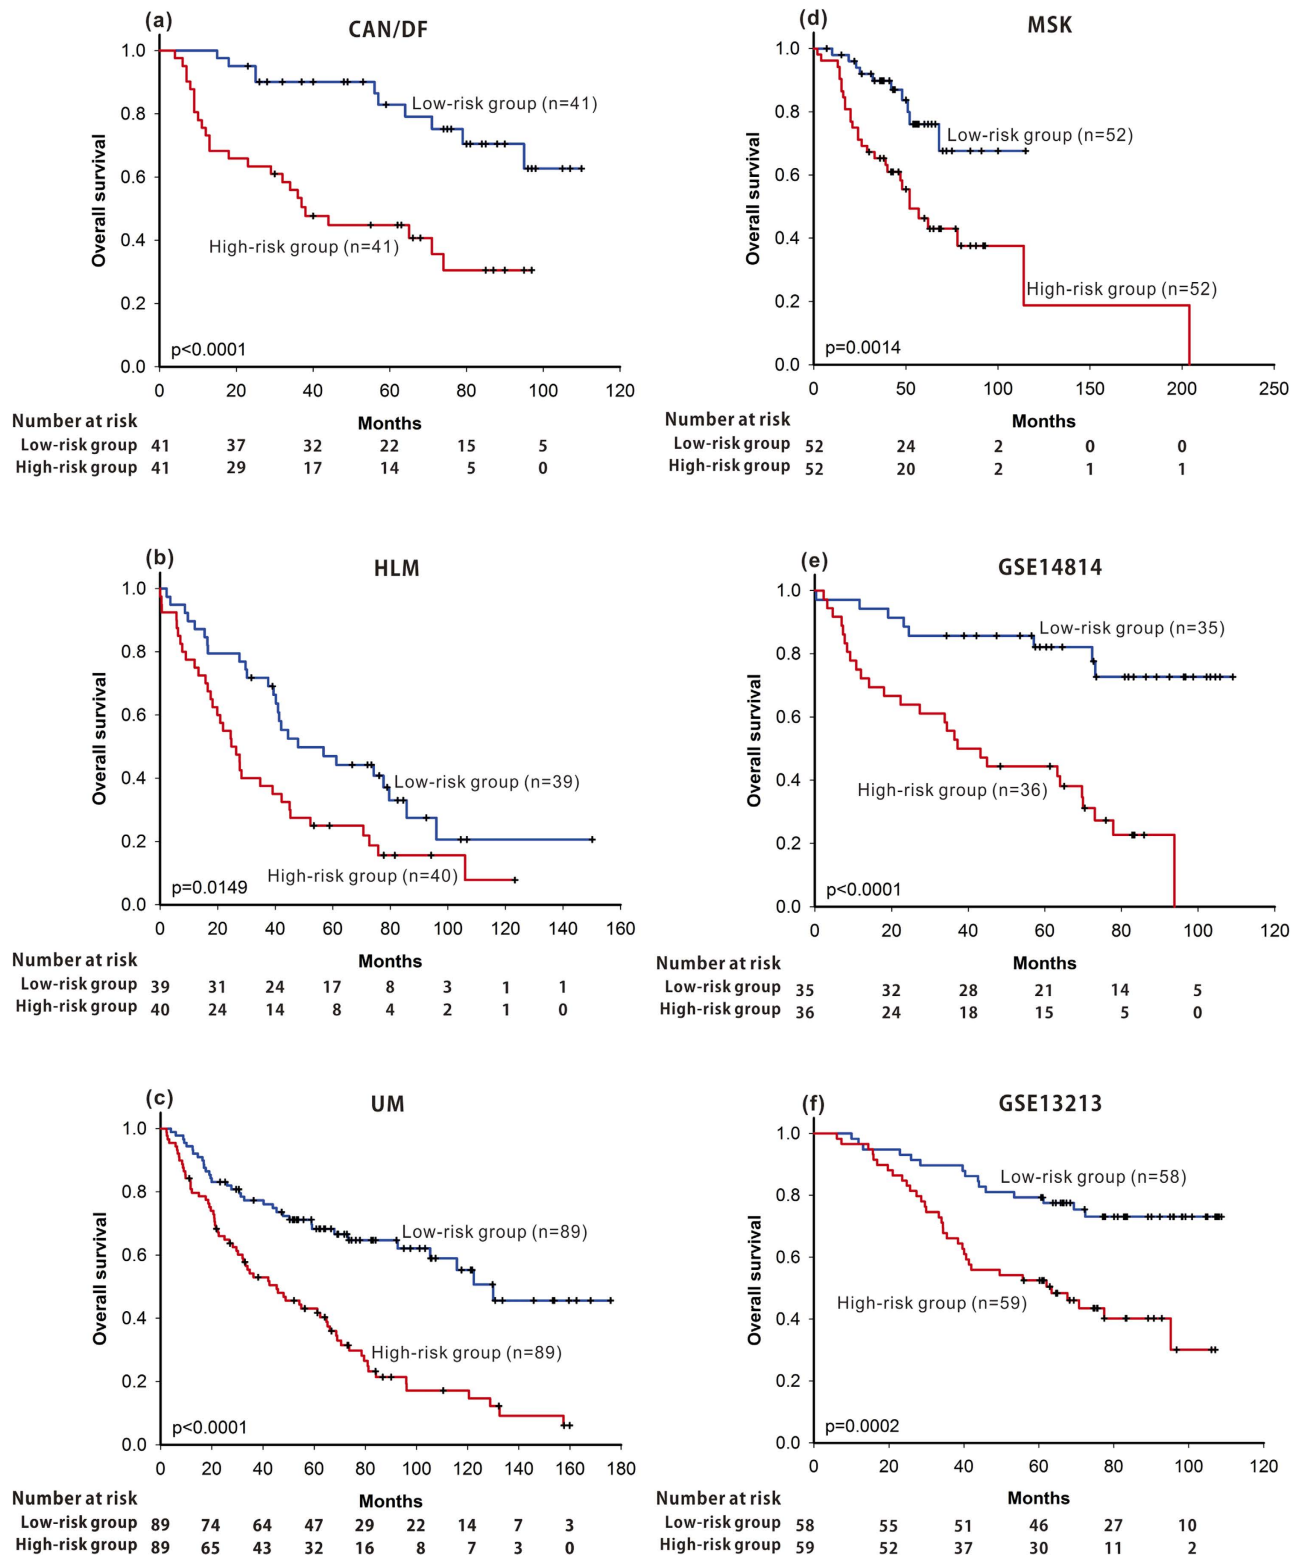 (a)
CAN/DF
1.0
0.8
0.6
0.4
0.2
0.0
Overall survival
Low-risk group (n=41)
High-risk group (n=41)
p<0.0001
0 20 40 60 80 100 120
Months
Number at risk
Low-risk group 41 37 32 22 15 5
High-risk group 41 29 17 14 5 0
(d)
MSK
1.0
0.8
0.6
0.4
0.2
0.0
Overall survival
Low-risk group (n=52)
High-risk group (n=52)
p=0.0014
0 50 100 150 200 250
Months
Number at risk
Low-risk group 52 24 2 0 0
High-risk group 52 20 2 1 1
(b)
HLM
1.0
0.8
0.6
0.4
0.2
0.0
Overall survival
Low-risk group (n=39)
High-risk group (n=40)
p=0.0149
0 20 40 60 80 100 120 140 160
Months
Number at risk
Low-risk group 39 31 24 17 8 3 1 1
High-risk group 40 24 14 8 4 2 1 0
(e)
GSE14814
1.0
0.8
0.6
0.4
0.2
0.0
Overall survival
Low-risk group (n=35)
High-risk group (n=36)
p<0.0001
0 20 40 60 80 100 120
Months
Number at risk
Low-risk group 35 32 28 21 14 5
High-risk group 36 24 18 15 5 0
(c)
UM
1.0
0.8
0.6
0.4
0.2
0.0
Overall survival
Low-risk group (n=89)
High-risk group (n=89)
p<0.0001
0 20 40 60 80 100 120 140 160 180
Months
Number at risk
Low-risk group 89 74 64 47 29 22 14 7 3
High-risk group 89 65 43 32 16 8 7 3 0
(f)
GSE13213
1.0
0.8
0.6
0.4
0.2
0.0
Overall survival
Low-risk group (n=58)
High-risk group (n=59)
p=0.0002
0 20 40 60 80 100 120
Months
Number at risk
Low-risk group 58 55 51 46 27 10
High-risk group 59 52 37 30 11 2